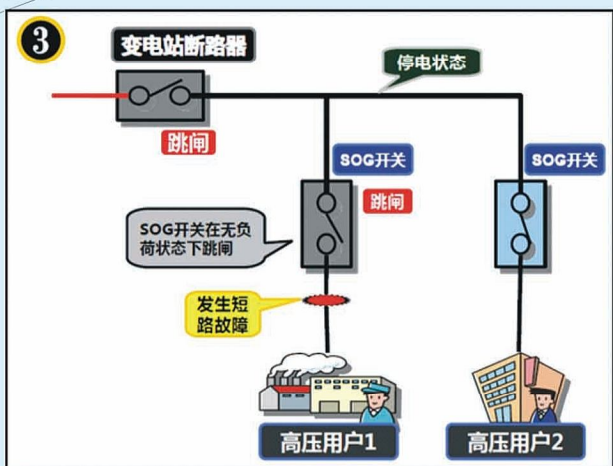 3
变电站断路器
停电状态
跳闸
SOG开关
SOG开关
跳闸
SOG开关在无负
荷状态下跳闸
发生短
路故障
高压用户1
高压用户2